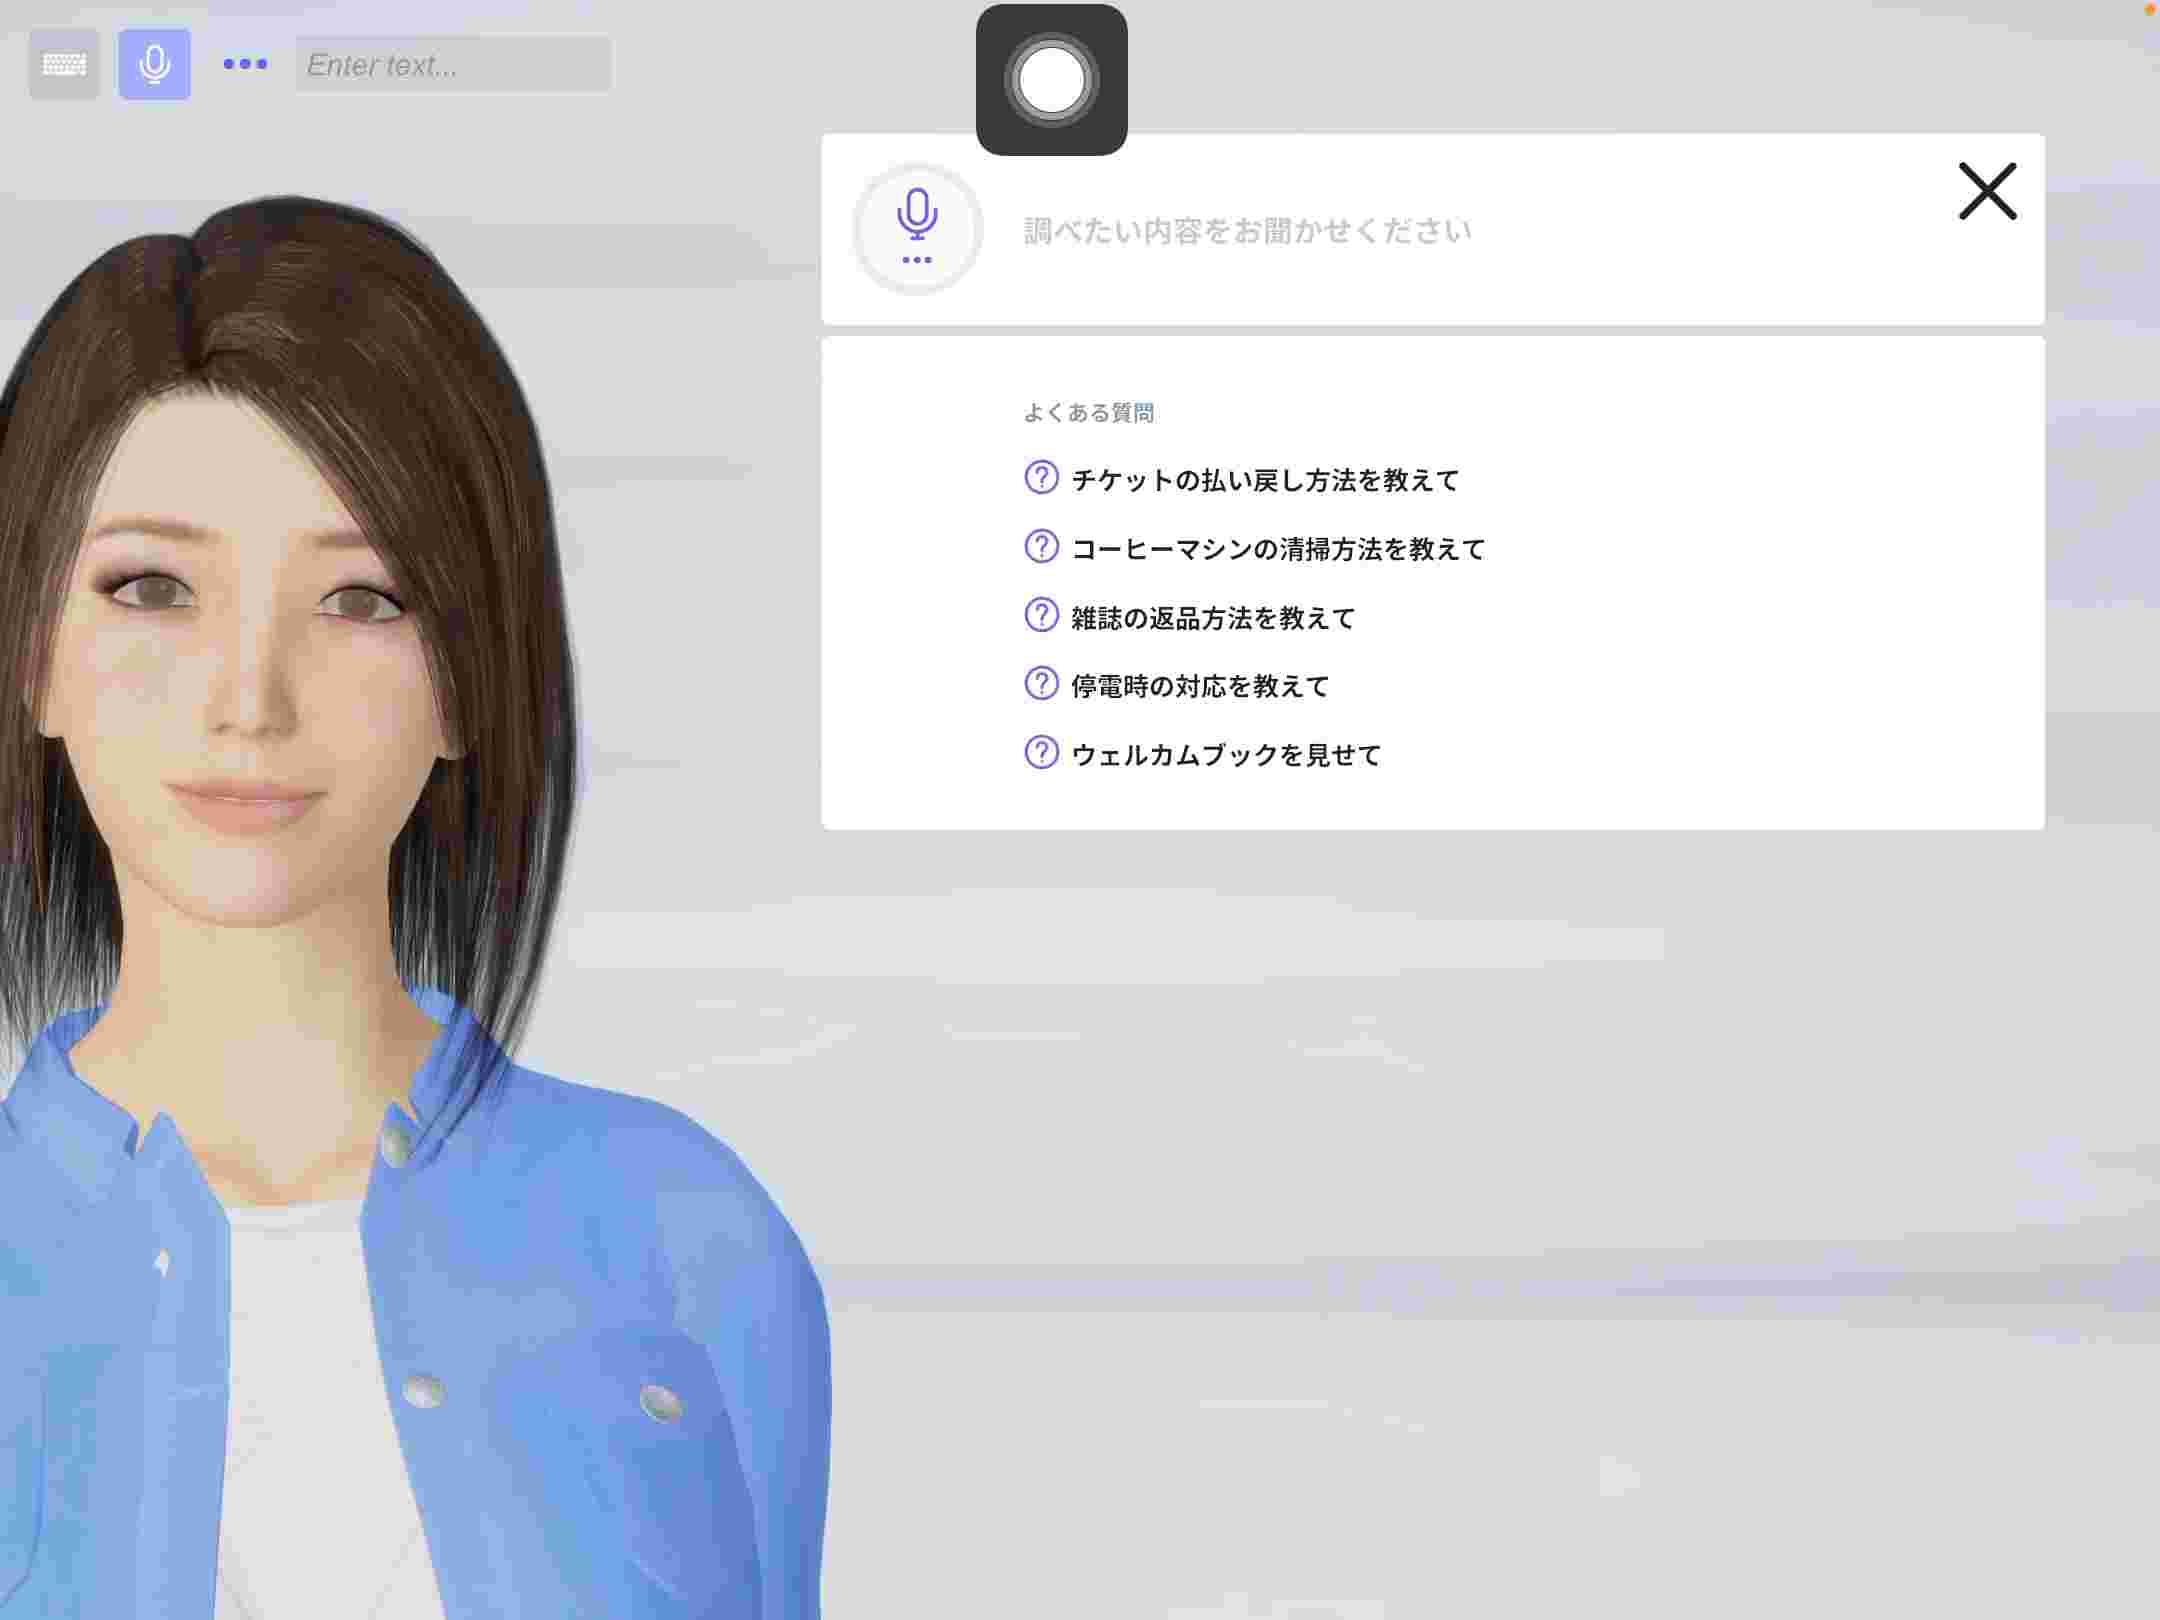 Enter text...
調べたい内容をお聞かせください
よくある質問
チケットの払い戻し方法を教えて
コーヒーマシンの清掃方法を教えて
雑誌の返品方法を教えて
停電時の対応を教えて
ウェルカムブックを見せて